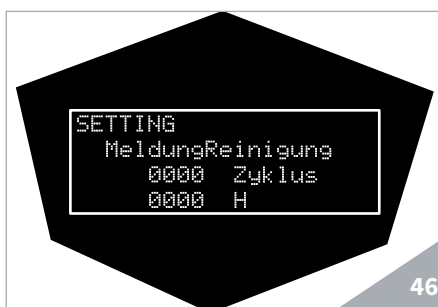 SETTING
MeldungReinigung
0000 Zyklus
0000 H
46